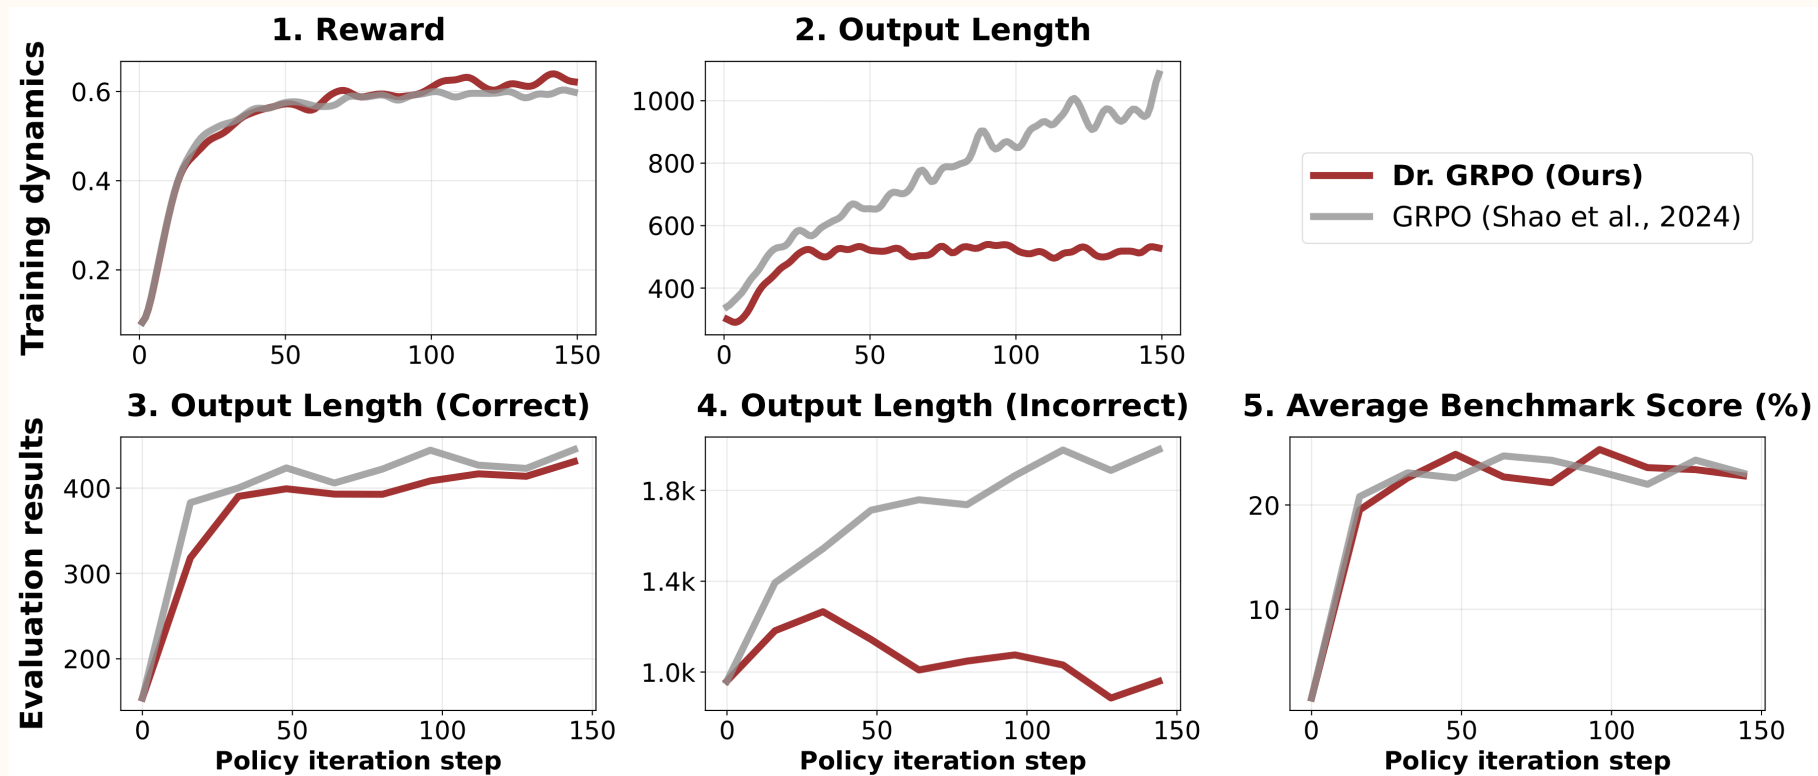 Training dynamics
1. Reward
0.6
0.4
0.2
0 50 100 150
2. Output Length
1000
800
600
400
0 50 100 150
Dr. GRPO (Ours)
GRPO (Shao et al., 2024)
Evaluation results
3. Output Length (Correct)
400
300
200
0 50 100 150
Policy iteration step
4. Output Length (Incorrect)
1.8k
1.4k
1.0k
0 50 100 150
Policy iteration step
5. Average Benchmark Score (%)
20
10
0 50 100 150
Policy iteration step